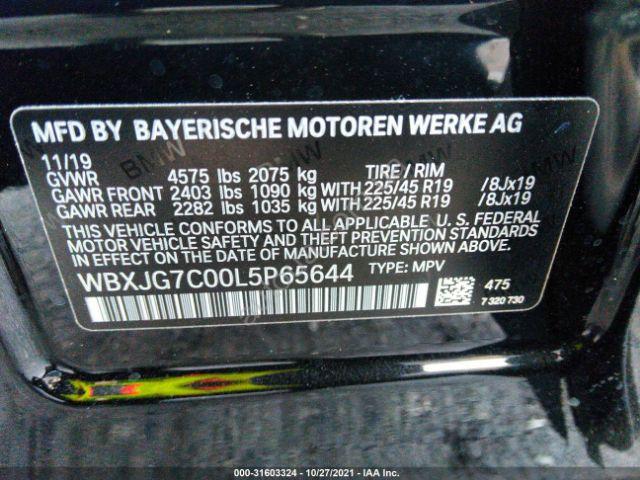 MFD BY BAYERISCHE MOTOREN WERKE AG
11/19
GVWR 4575 lbs 2075 kg TIRE / RIM
GAWR FRONT 2403 lbs 1090 kg WITH 225/45 R19 /8Jx19
GAWR REAR 2282 lbs 1035 kg WITH 225/45 R19 /8Jx19
THIS VEHICLE CONFORMS TO ALL APPLICABLE U. S. FEDERAL
MOTOR VEHICLE SAFETY AND THEFT PREVENTION STANDARDS
IN EFFECT ON THE DATE OF MANUFACTURE SHOWN ABOVE.
WBXJG7C00L5P65644 TYPE: MPV
475
7 320 730
000-31603324 | 10/27/2021 | IAA Inc.